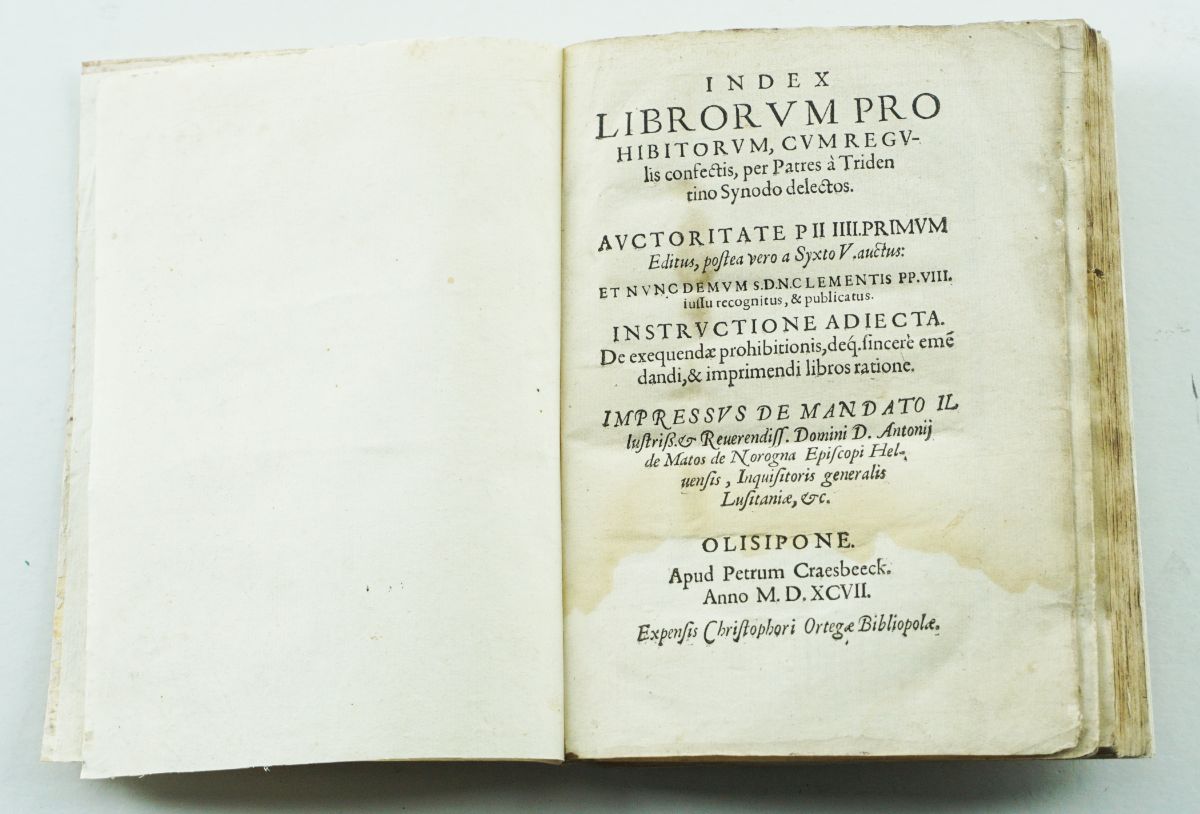 INDEX
LIBRORVM PRO
HIBITORVM, CVM REGV-
lis confectis, per Patres à Triden
tino Synodo delectos.
AVCTORITATE PII IIII. PRIMVM
Editus, postea vero a Syxto V. auctus:
ET NVNC DEMVM S.D.N. CLEMENTIS PP. VIII.
iussu recognitus, & publicatus.
INSTRVCTIONE ADIECTA.
De exequendæ prohibitionis, deq́. sincerè emẽ
dandi, & imprimendi libros ratione.
IMPRESSVS DE MANDATO IL
lustriß. & Reuerendiss. Domini D. Antonij
de Matos de Norogna Episcopi Hel-
uensis, Inquisitoris generalis
Lusitaniæ, &c.
OLISIPONE.
Apud Petrum Craesbeeck.
Anno M. D. XCVII.
Expensis Christophori Ortegæ Bibliopolæ.